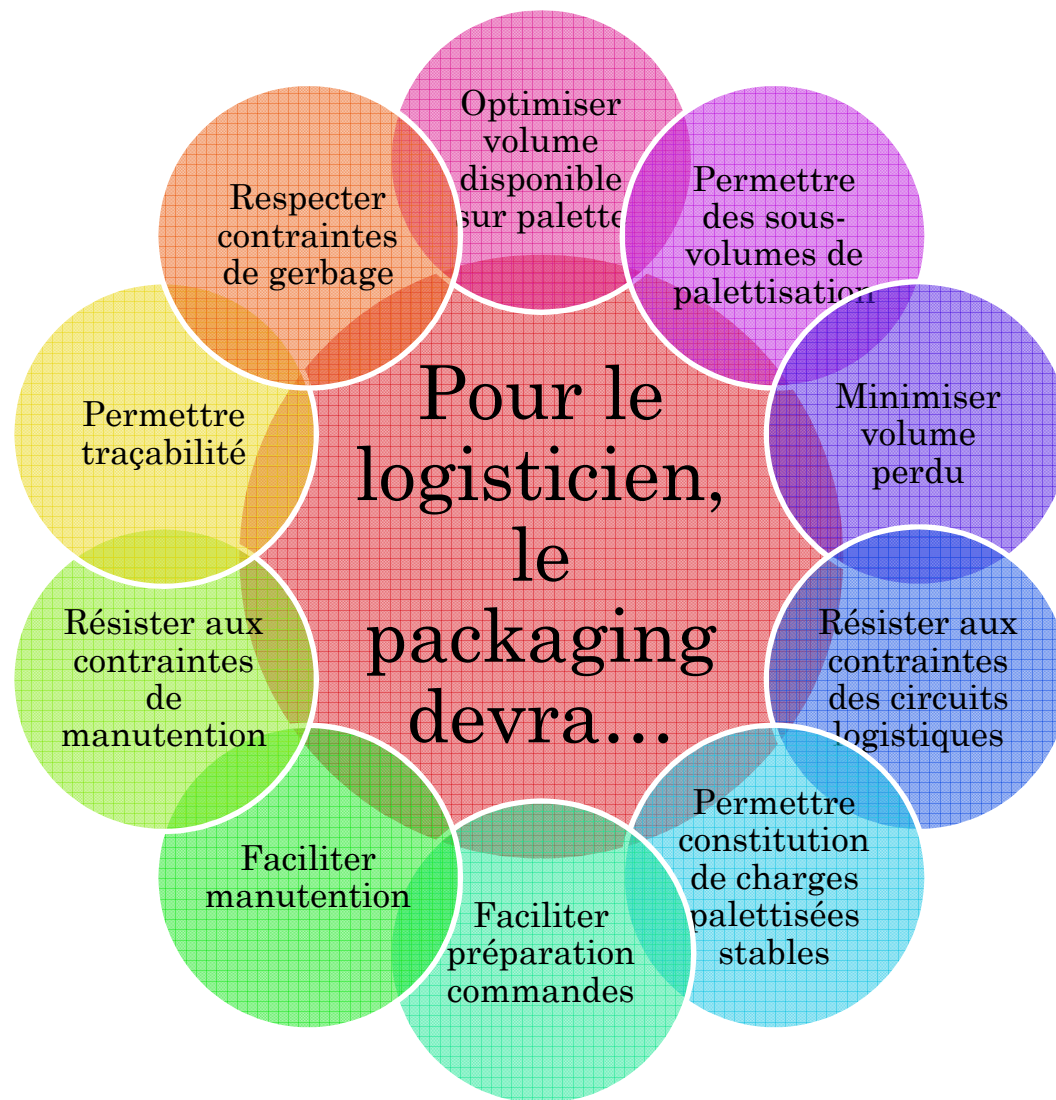 Pour le
logisticien,
le
packaging
devra…
Optimiser
volume
disponible
sur palette
Permettre
des sous-
volumes de
palettisation
Minimiser
volume
perdu
Résister aux
contraintes
des circuits
logistiques
Permettre
constitution
de charges
palettisées
stables
Faciliter
préparation
commandes
Faciliter
manutention
Résister aux
contraintes
de
manutention
Permettre
traçabilité
Respecter
contraintes
de gerbage